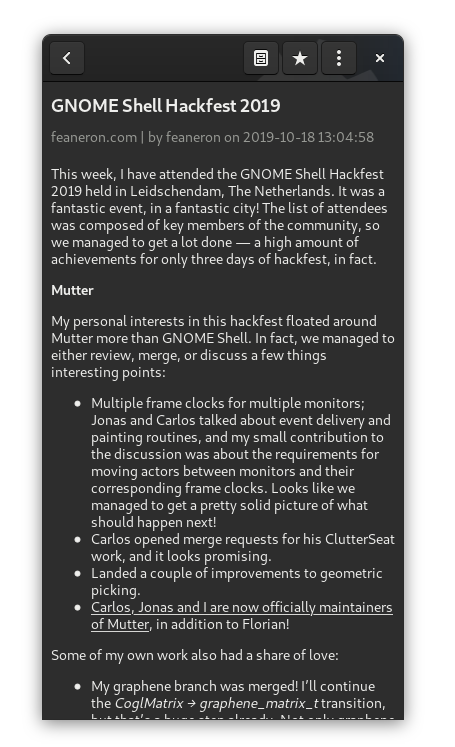 GNOME Shell Hackfest 2019
feaneron.com | by feaneron on 2019-10-18 13:04:58
This week, I have attended the GNOME Shell Hackfest
2019 held in Leidschendam, The Netherlands. It was a
fantastic event, in a fantastic city! The list of attendees
was composed of key members of the community, so
we managed to get a lot done — a high amount of
achievements for only three days of hackfest, in fact.
Mutter
My personal interests in this hackfest floated around
Mutter more than GNOME Shell. In fact, we managed to
either review, merge, or discuss a few things
interesting points:
• Multiple frame clocks for multiple monitors;
Jonas and Carlos talked about event delivery and
painting routines, and my small contribution to
the discussion was about the requirements for
moving actors between monitors and their
corresponding frame clocks. Looks like we
managed to get a pretty solid picture of what
should happen next!
• Carlos opened merge requests for his ClutterSeat
work, and it looks promising.
• Landed a couple of improvements to geometric
picking.
• Carlos, Jonas and I are now officially maintainers
of Mutter, in addition to Florian!
Some of my own work also had a share of love:
• My graphene branch was merged! I’ll continue
the CoglMatrix → graphene_matrix_t transition,
but that’s a huge step already. Not only graphene